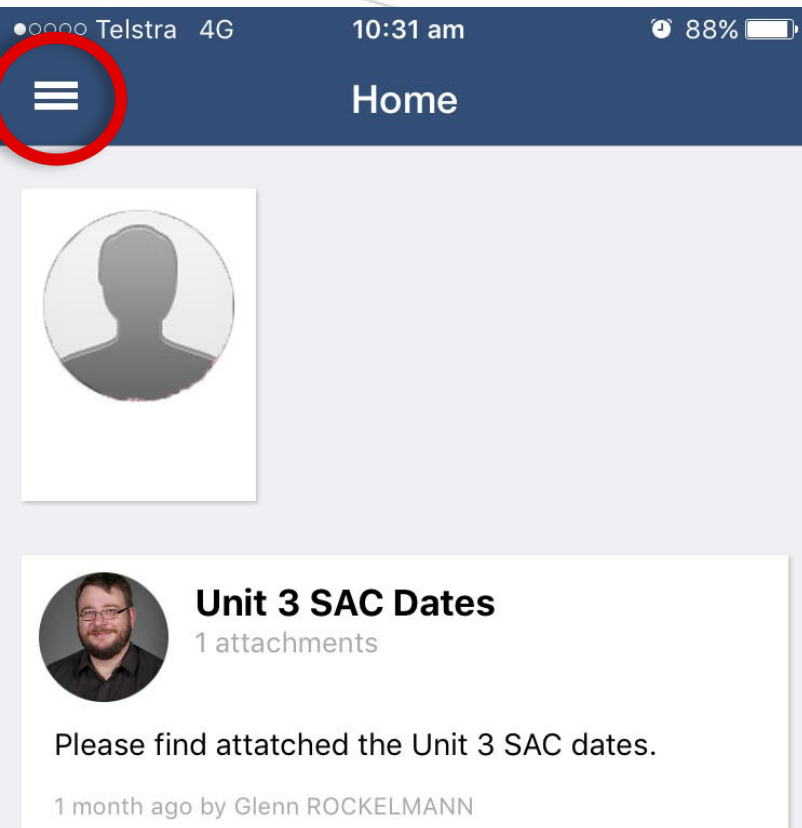 Telstra 4G 10:31 am 88%
Home
Unit 3 SAC Dates
1 attachments
Please find attatched the Unit 3 SAC dates.
1 month ago by Glenn ROCKELMANN